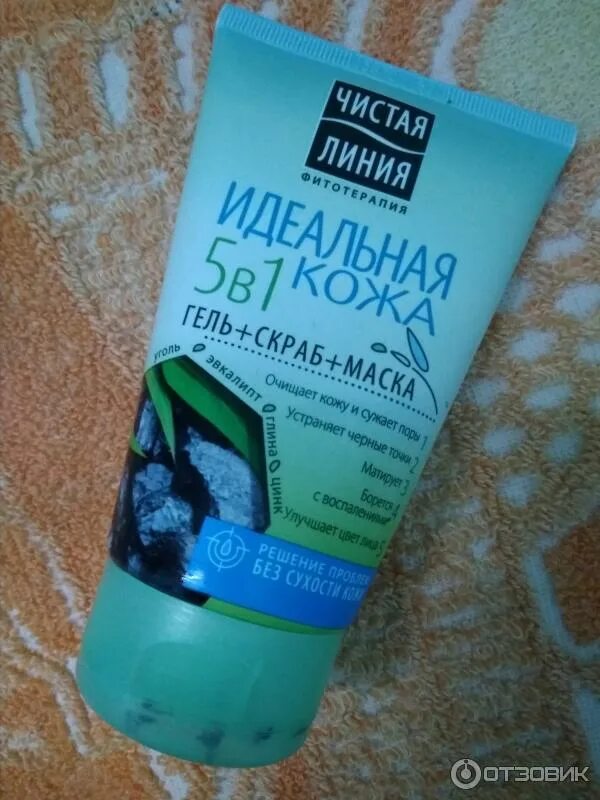 ЧИСТАЯ
ЛИНИЯ
ФИТОТЕРАПИЯ
ИДЕАЛЬНАЯ
5в1 КОЖА
ГЕЛЬ+СКРАБ+МАСКА
уголь
эвкалипт
глина
цинк
Очищает кожу и сужает поры 1
Устраняет черные точки 2
Матирует 3
Борется
с воспалениями 4
Улучшает цвет лица 5
РЕШЕНИЕ ПРОБЛЕМ
БЕЗ СУХОСТИ КОЖИ
ОТЗОВИК